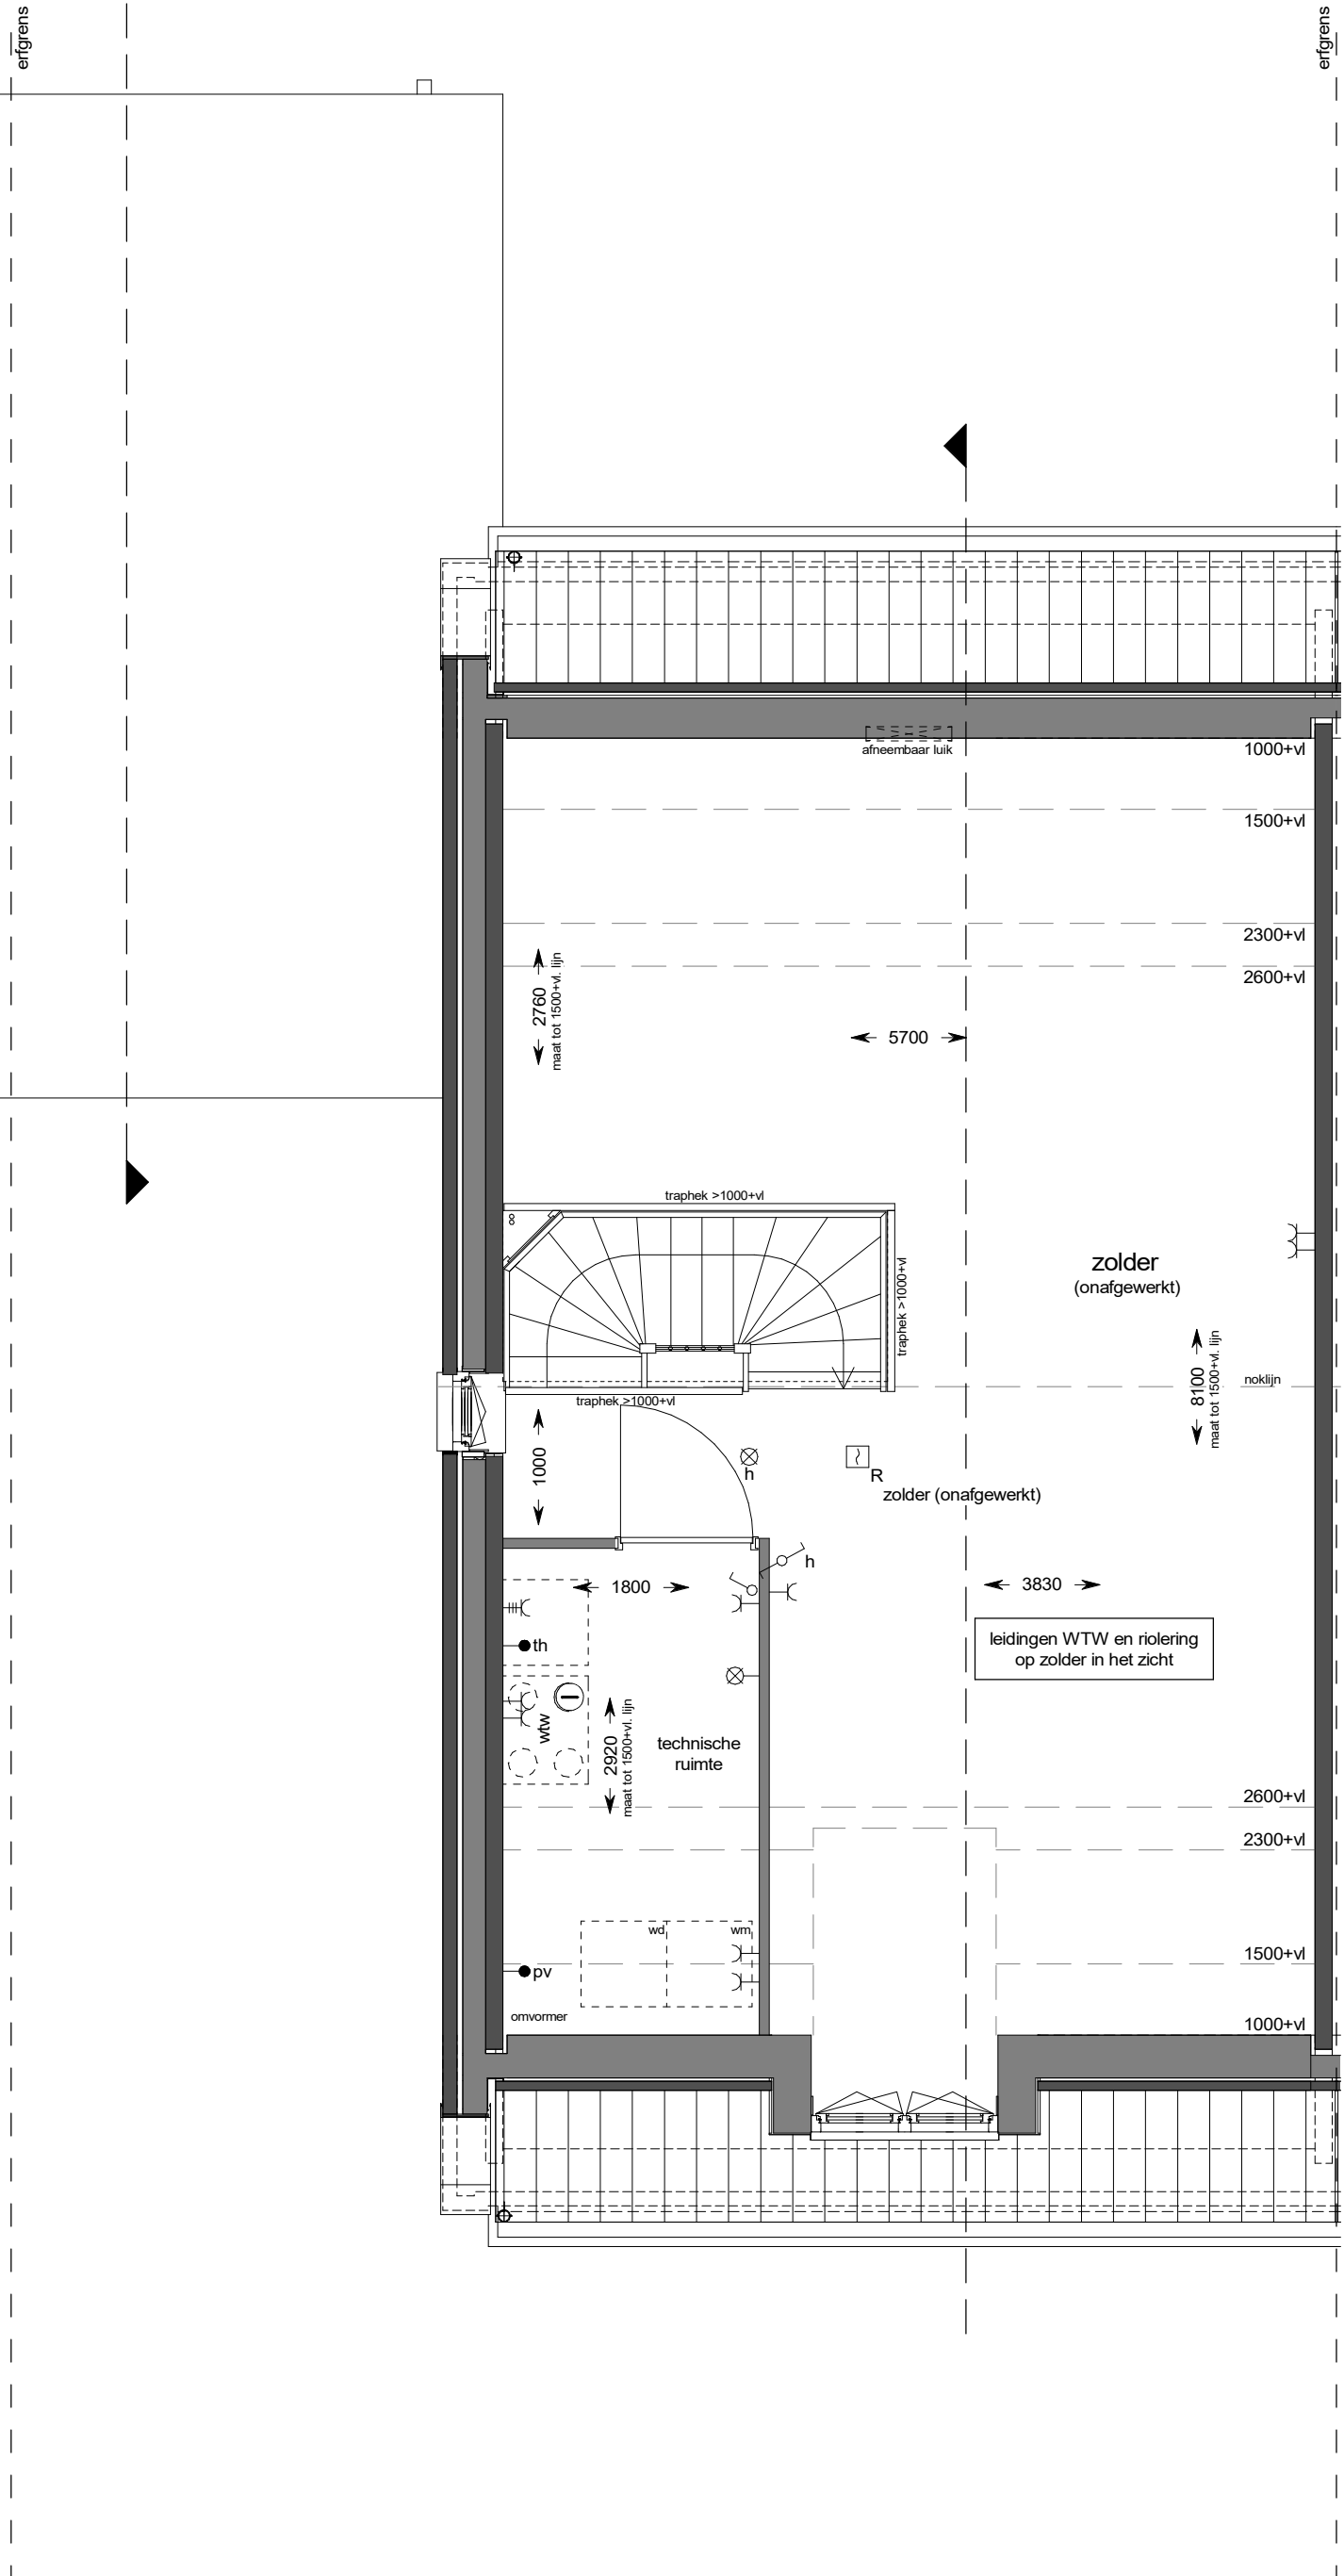 erfgrens
erfgrens
afneembaar luik
1000+vl
1500+vl
2300+vl
2600+vl
2760
maat tot 1500+vl. lijn
5700
traphek >1000+vl
traphek >1000+vl
zolder
(onafgewerkt)
8100
maat tot 1500+vl. lijn
noklijn
traphek >1000+vl
1000
h
R
zolder (onafgewerkt)
h
1800
3830
th
leidingen WTW en riolering
op zolder in het zicht
wtw
2920
maat tot 1500+vl. lijn
technische
ruimte
2600+vl
2300+vl
wd
wm
1500+vl
pv
omvormer
1000+vl